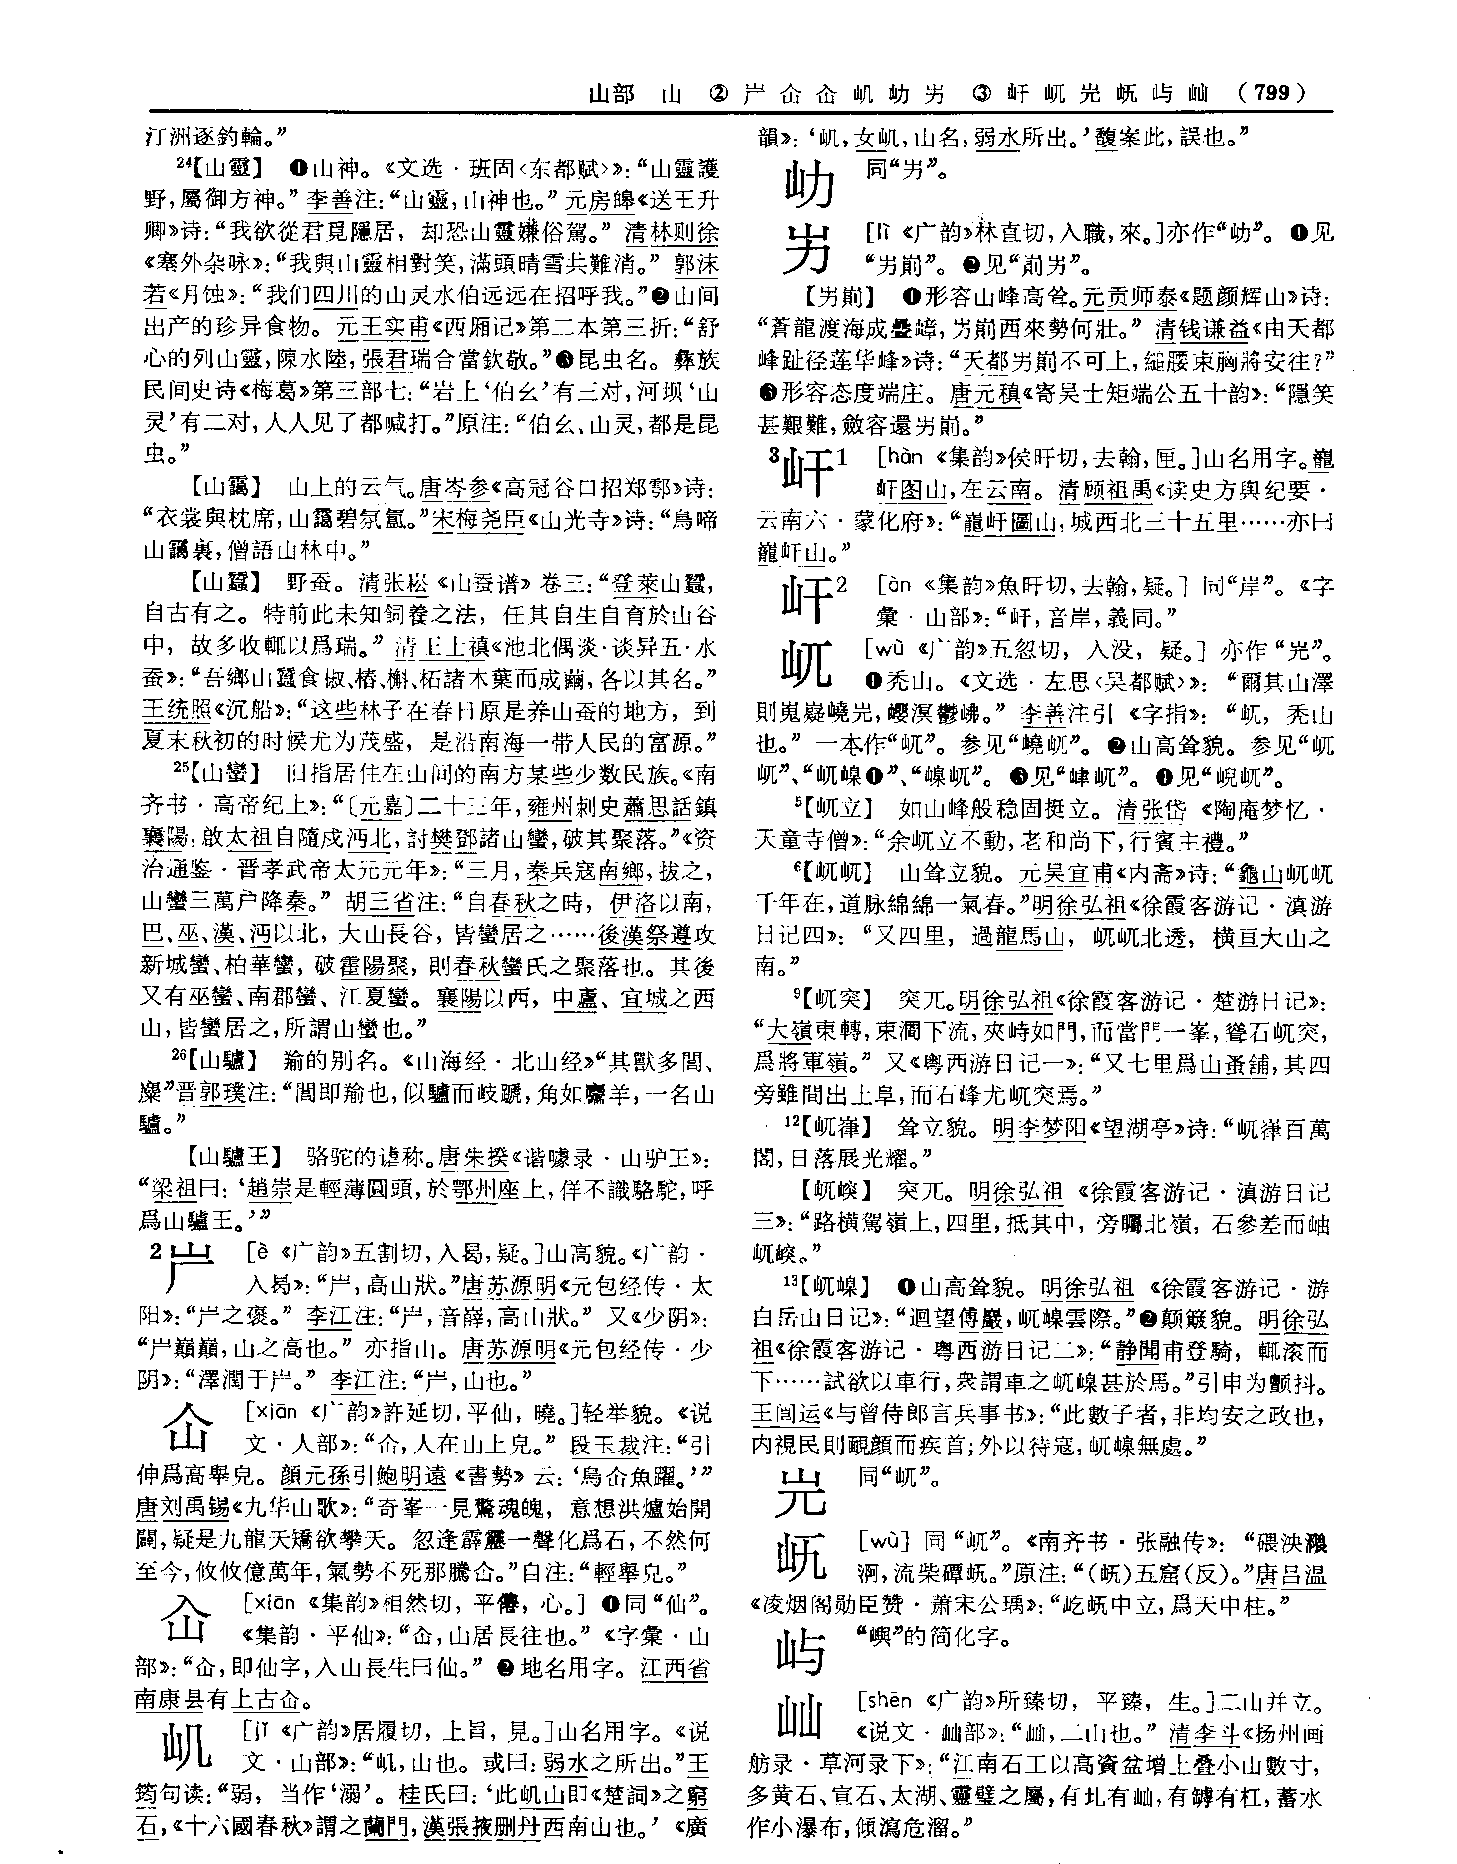 山部　山　②屵仚仚屼屴屶　③屽屼𡵆㞹屿屾（799）
汀洲逐釣輪。”
24【山靈】　❶山神。《文选·班固〈东都赋〉》：“山靈護
野，屬御方神。”李善注：“山靈，山神也。”元房皞《送王升
卿》诗：“我欲從君覓隱居，却恐山靈嫌俗駕。”清林则徐
《塞外杂咏》：“我與山靈相對笑，滿頭晴雪共難消。”郭沫
若《月蚀》：“我们四川的山灵水伯远远在招呼我。”❷山间
出产的珍异食物。元王实甫《西厢记》第二本第三折：“舒
心的列山靈，陳水陸，張君瑞合當欽敬。”❸昆虫名。彝族
民间史诗《梅葛》第三部七：“岩上‘伯幺’有三对，河坝‘山
灵’有二对，人人见了都喊打。”原注：“伯幺、山灵，都是昆
虫。”
【山靄】　山上的云气。唐岑参《高冠谷口招郑鄠》诗：
“衣裳與枕席，山靄碧氛氳。”宋梅尧臣《山光寺》诗：“鳥啼
山靄裏，僧語山林中。”
【山蠶】　野蚕。清张崧《山蚕谱》卷三：“登萊山蠶，
自古有之。特前此未知飼養之法，任其自生自育於山谷
中，故多收輒以爲瑞。”清王士禛《池北偶谈·谈异五·水
蚕》：“吾鄉山蠶食椒、樁、槲、柘諸木葉而成繭，各以其名。”
王统照《沉船》：“这些林子在春日原是养山蚕的地方，到
夏末秋初的时候尤为茂盛，是沿南海一带人民的富源。”
25【山蠻】　旧指居住在山间的南方某些少数民族。《南
齐书·高帝纪上》：“〔元嘉〕二十三年，雍州刺史蕭思話鎮
襄陽，啟太祖自隨戍沔北，討樊鄧諸山蠻，破其聚落。”《资
治通鉴·晋孝武帝太元元年》：“三月，秦兵寇南鄉，拔之，
山蠻三萬户降秦。”胡三省注：“自春秋之時，伊洛以南，
巴、巫、漢、沔以北，大山長谷，皆蠻居之……後漢祭遵攻
新城蠻、柏華蠻，破霍陽聚，則春秋蠻氏之聚落也。其後
又有巫蠻、南郡蠻、江夏蠻。襄陽以西，中廬、宜城之西
山，皆蠻居之，所謂山蠻也。”
26【山驢】　羭的别名。《山海经·北山经》“其獸多閭、
麋”晋郭璞注：“閭即羭也，似驢而岐蹏，角如麢羊，一名山
驢。”
【山驢王】　骆驼的谑称。唐朱揆《谐噱录·山驴王》：
“梁祖曰：‘趙崇是輕薄團頭，於鄂州座上，佯不識駱駝，呼
爲山驢王。’”
2 屵　[è 《广韵》五割切，入曷，疑。]山高貌。《广韵·
入曷》：“屵，高山狀。”唐苏源明《元包经传·太
阳》：“屵之褎。”李江注：“屵，音嶭，高山狀。”又《少阴》：
“屵巔巔，山之高也。”亦指山。唐苏源明《元包经传·少
阴》：“澤潤于屵。”李江注：“屵，山也。”
仚　[xiān 《广韵》許延切，平仙，曉。]轻举貌。《说
文·人部》：“仚，人在山上皃。”段玉裁注：“引
伸爲高舉皃。顔元孫引鮑明遠《書勢》云：‘鳥仚魚躍。’”
唐刘禹锡《九华山歌》：“奇峯一見驚魂魄，意想洪爐始開
闢，疑是九龍夭矯欲攀天。忽逢霹靂一聲化爲石，不然何
至今，攸攸億萬年，氣勢不死那騰仚。”自注：“輕舉皃。”
仚　[xiān 《集韵》相然切，平僊，心。]❶同“仙”。
《集韵·平仙》：“仚，山居長往也。”《字彙·山
部》：“仚，即仙字，入山長生曰仙。”❷地名用字。江西省
南康县有上古仚。
屼　[jǐ 《广韵》居履切，上旨，見。]山名用字。《说
文·山部》：“屼，山也。或曰：弱水之所出。”王
筠句读：“弱，当作‘溺’。桂氏曰：‘此屼山即《楚詞》之窮
石，《十六國春秋》謂之蘭門，漢張掖删丹西南山也。’《廣
韻》：‘屼，女屼，山名，弱水所出。’馥案此，誤也。”
屴　同“屶”。
屶　[lì 《广韵》林直切，入職，來。]亦作“屴”。❶见
“屶崱”。❷见“崱屶”。
【屶崱】　❶形容山峰高耸。元贡师泰《题颜辉山》诗：
“蒼龍渡海成叠嶂，屶崱西來勢何壯。”清钱谦益《由天都
峰趾径莲华峰》诗：“天都屶崱不可上，縋腰束胸將安往？”
❸形容态度端庄。唐元稹《寄吴士矩端公五十韵》：“隱笑
甚艱難，斂容還屶崱。”
3 屽1　[hàn 《集韵》侯旰切，去翰，匣。]山名用字。巃
屽图山，在云南。清顾祖禹《读史方舆纪要·
云南六·蒙化府》：“巃屽圖山，城西北三十五里……亦曰
巃屽山。”
屽2　[àn 《集韵》魚旰切，去翰，疑。]同“岸”。《字
彙·山部》：“屽，音岸，義同。”
屼　[wù 《广韵》五忽切，入没，疑。]亦作“𡵆”。
❶秃山。《文选·左思〈吴都赋〉》：“爾其山澤
則嵬嶷嶢𡵆，巊溟鬱岪。”李善注引《字指》：“屼，秃山
也。”一本作“屼”。参见“嶢屼”。❷山高耸貌。参见“屼
屼”、“屼嵲❶”、“嵲屼”。❸见“峍屼”。❹见“崐屼”。
5【屼立】　如山峰般稳固挺立。清张岱《陶庵梦忆·
天童寺僧》：“余屼立不動，老和尚下，行賓主禮。”
6【屼屼】　山耸立貌。元吴宜甫《内斋》诗：“龜山屼屼
千年在，道脉綿綿一氣春。”明徐弘祖《徐霞客游记·滇游
日记四》：“又四里，過龍馬山，屼屼北透，横亘大山之
南。”
9【屼突】　突兀。明徐弘祖《徐霞客游记·楚游日记》：
“大嶺東轉，束澗下流，夾峙如門，而當門一峯，聳石屼突，
爲將軍嶺。”又《粤西游日记一》：“又七里爲山蚤舖，其四
旁雖間出土阜，而石峰尤屼突焉。”
12【屼嵂】　耸立貌。明李梦阳《望湖亭》诗：“屼嵂百萬
閣，日落展光耀。”
【屼崪】　突兀。明徐弘祖《徐霞客游记·滇游日记
三》：“路横駕嶺上，四里，抵其中，旁矚北嶺，石參差而岫
屼崪。”
13【屼嵲】　❶山高耸貌。明徐弘祖《徐霞客游记·游
白岳山日记》：“迴望傅巖，屼嵲雲際。”❷颠簸貌。明徐弘
祖《徐霞客游记·粤西游日记二》：“静聞甫登騎，輒滚而
下……試欲以車行，衆謂車之屼嵲甚於馬。”引申为颤抖。
王闿运《与曾侍郎言兵事书》：“此數子者，非均安之政也，
内視民則覥顔而疾首；外以待寇，屼嵲無處。”
𡵆　同“屼”。
㞹　[wù]同“屼”。《南齐书·张融传》：“碨泱𤅢
㳌，流柴磹㞹。”原注：“(㞹)五窟(反)。”唐吕温
《凌烟阁勋臣赞·萧宋公瑀》：“屹㞹中立，爲天中柱。”
屿　“嶼”的简化字。
屾　[shēn 《广韵》所臻切，平臻，生。]二山并立。
《说文·屾部》：“屾，二山也。”清李斗《扬州画
舫录·草河录下》：“江南石工以高資盆增土叠小山數寸，
多黄石、宣石、太湖、靈璧之屬，有圠有屾，有罅有杠，蓄水
作小瀑布，傾瀉危溜。”